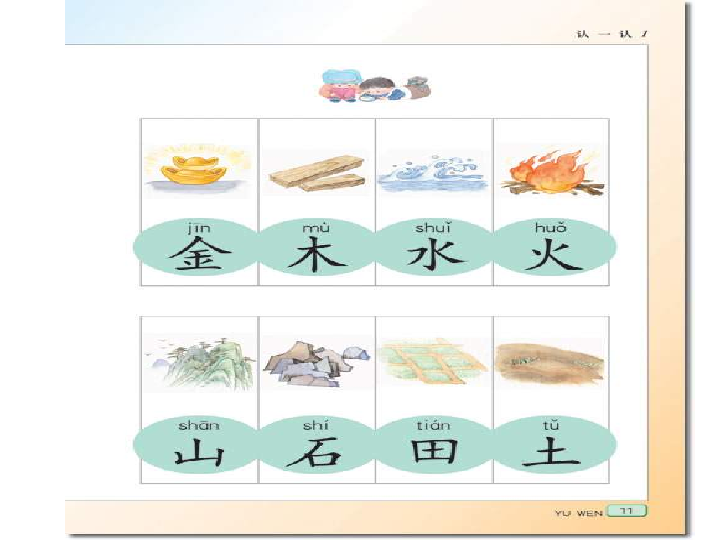 认一认 1
jīn mù shuǐ huǒ
金 木 水 火
shān shí tián tǔ
山 石 田 土
YU WEN 11